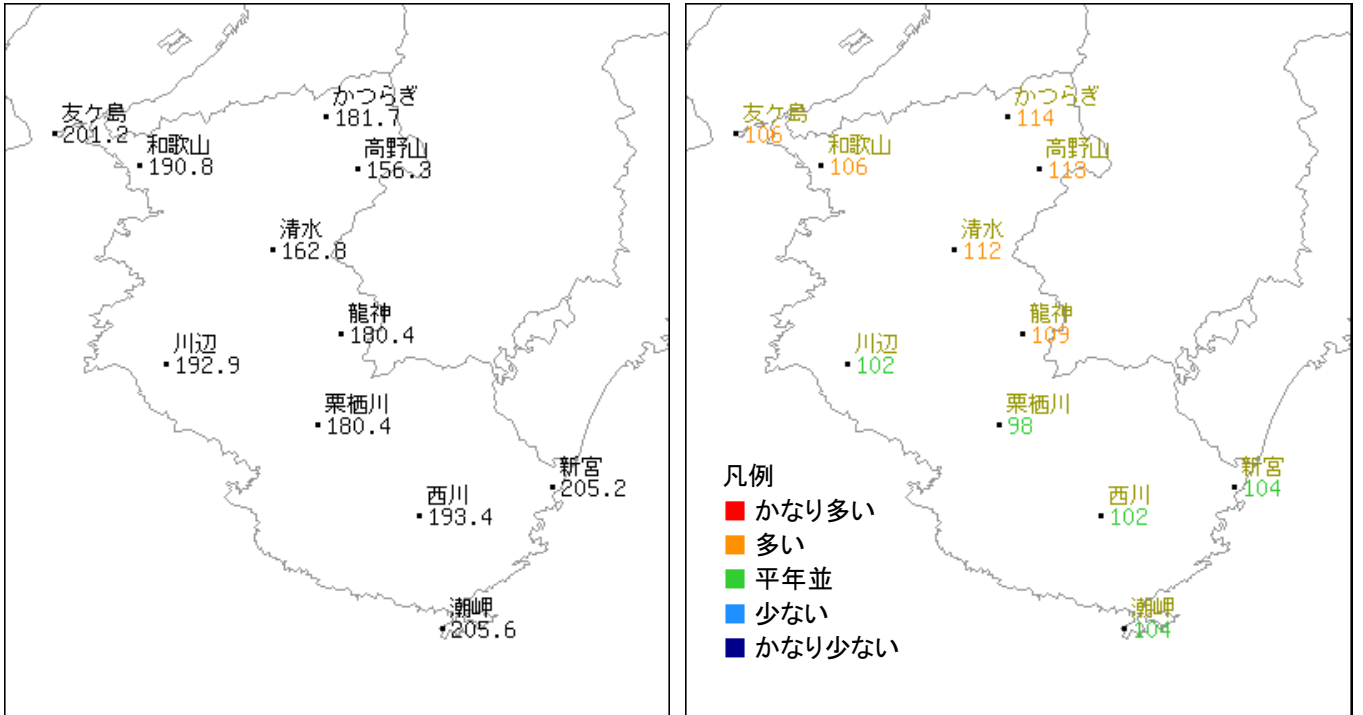 友ケ島
201.2
和歌山
190.8
かつらぎ
181.7
高野山
156.3
清水
162.8
龍神
180.4
川辺
192.9
栗栖川
180.4
新宮
205.2
西川
193.4
潮岬
205.6
友ケ島
106
和歌山
106
かつらぎ
114
高野山
113
清水
112
龍神
109
川辺
102
栗栖川
98
新宮
104
西川
102
潮岬
104
凡例
かなり多い
多い
平年並
少ない
かなり少ない